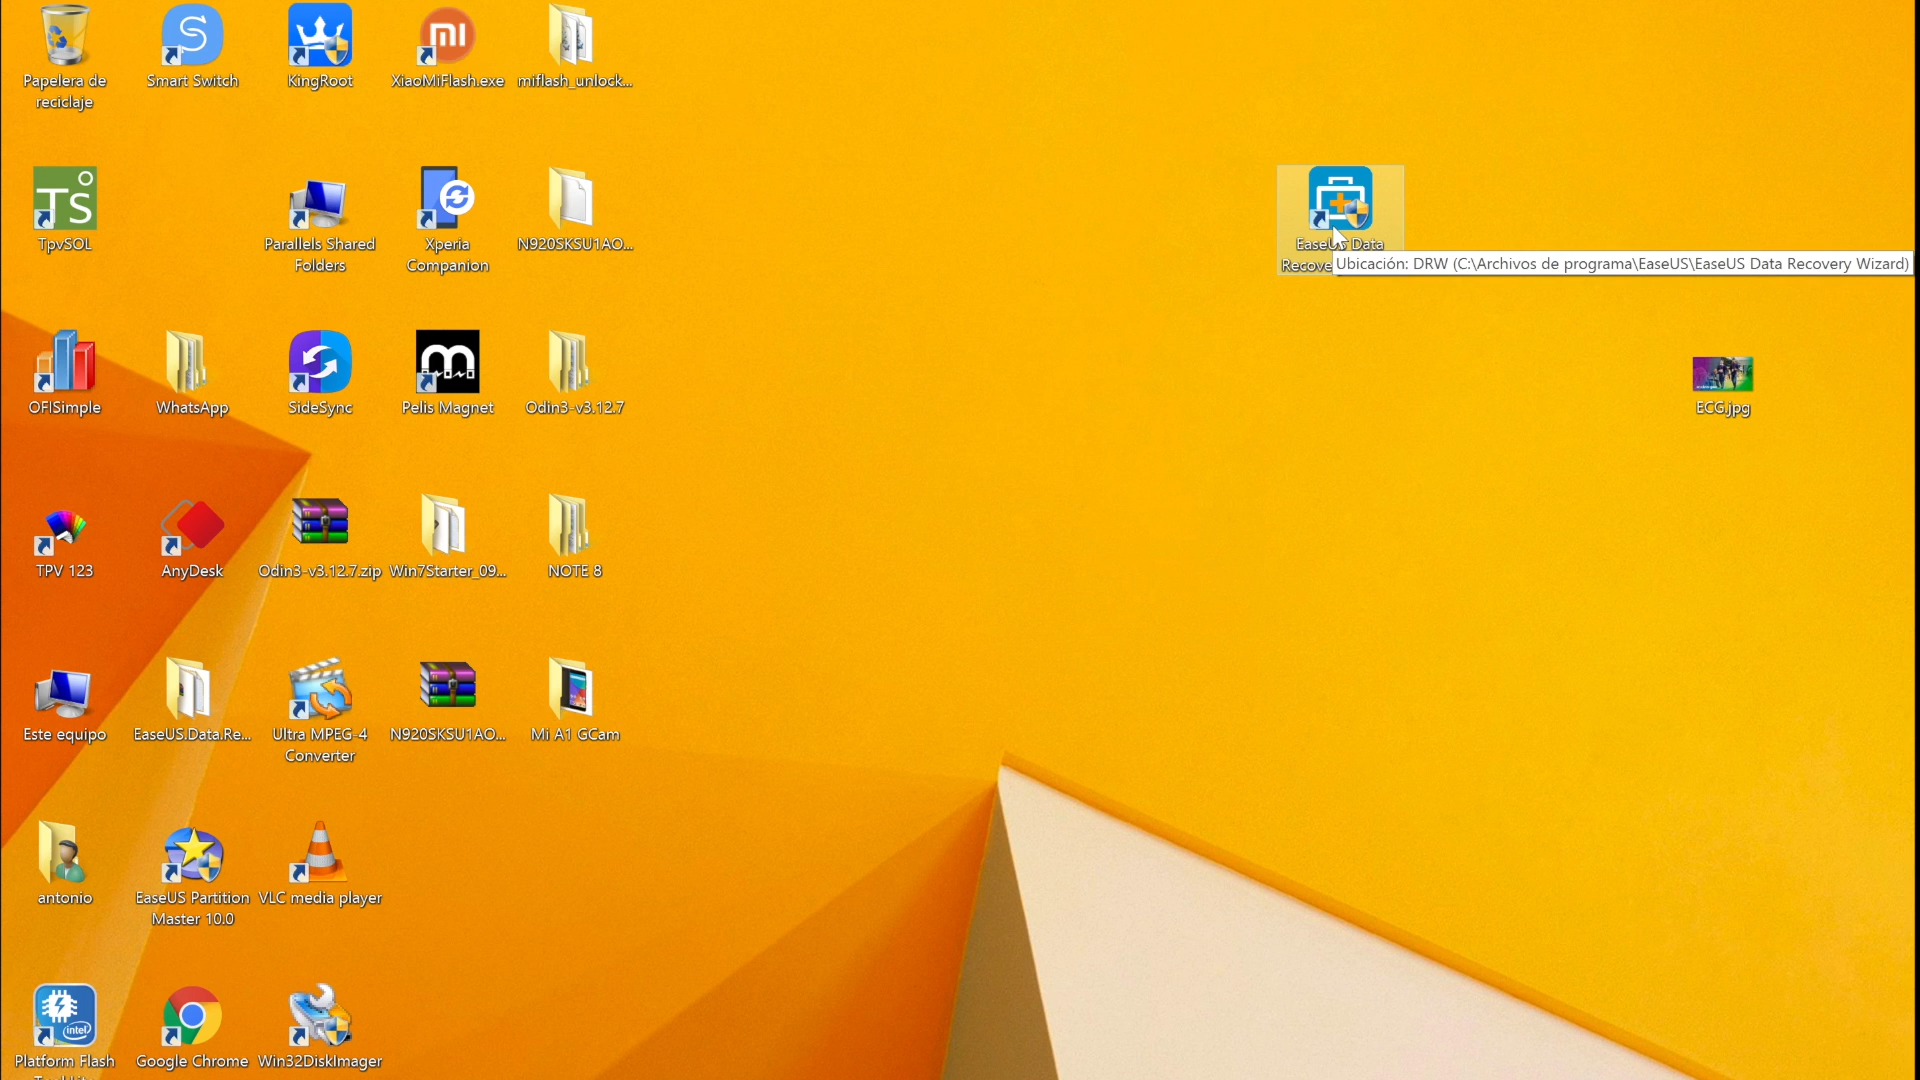 Papelera de
reciclaje
Smart Switch
KingRoot
XiaoMiFlash.exe
miflash_unlock...
TpvSOL
Parallels Shared
Folders
Xperia
Companion
N920SKSU1AO...
EaseUS Data
Recove
Ubicación: DRW (C:\Archivos de programa\EaseUS\EaseUS Data Recovery Wizard)
OFISimple
WhatsApp
SideSync
Pelis Magnet
Odin3-v3.12.7
ECG.jpg
TPV 123
AnyDesk
Odin3-v3.12.7.zip
Win7Starter_09...
NOTE 8
Este equipo
EaseUS.Data.Re...
Ultra MPEG-4
Converter
N920SKSU1AO...
Mi A1 GCam
antonio
EaseUS Partition
Master 10.0
VLC media player
intel
Platform Flash
Google Chrome
Win32DiskImager